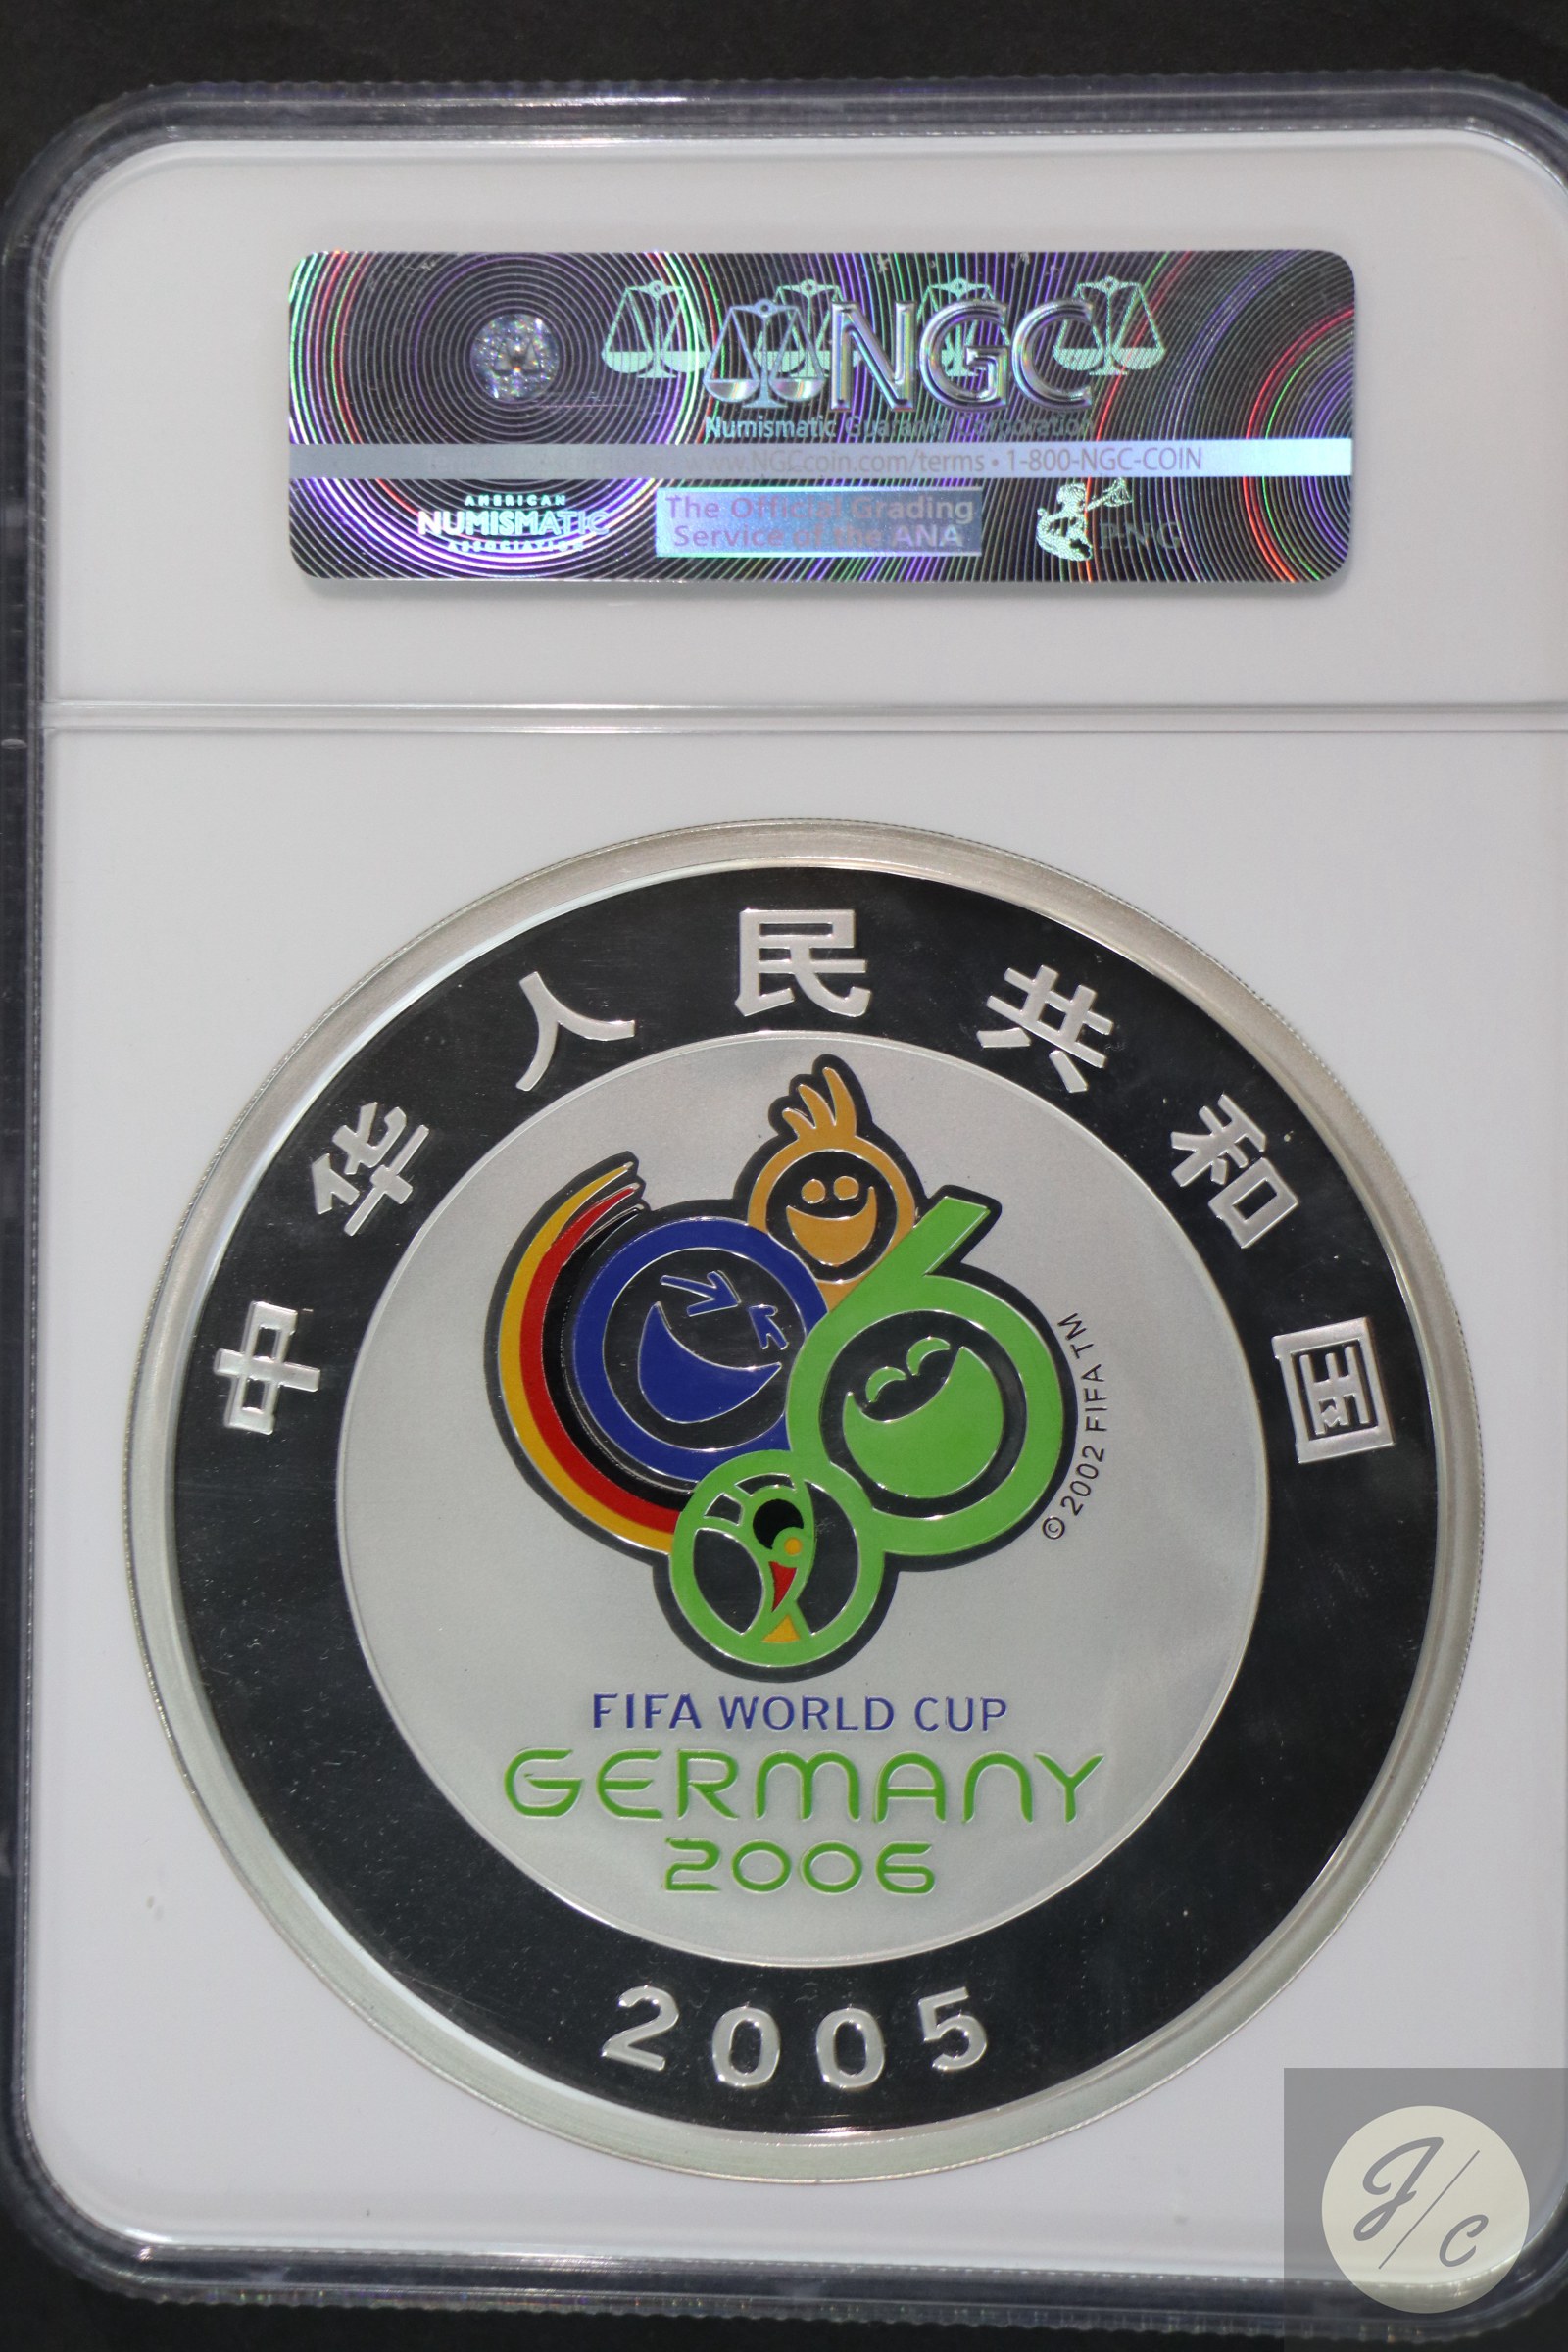 NGC
Numismatic Guaranty Corporation
www.NGCcoin.com/terms • 1-800-NGC-COIN
AMERICAN
NUMISMATIC
ASSOCIATION
The Official Grading
Service of the ANA
PNG
中华人民共和国
© 2002 FIFA TM
FIFA WORLD CUP
GERMANY
2006
2005
J/C